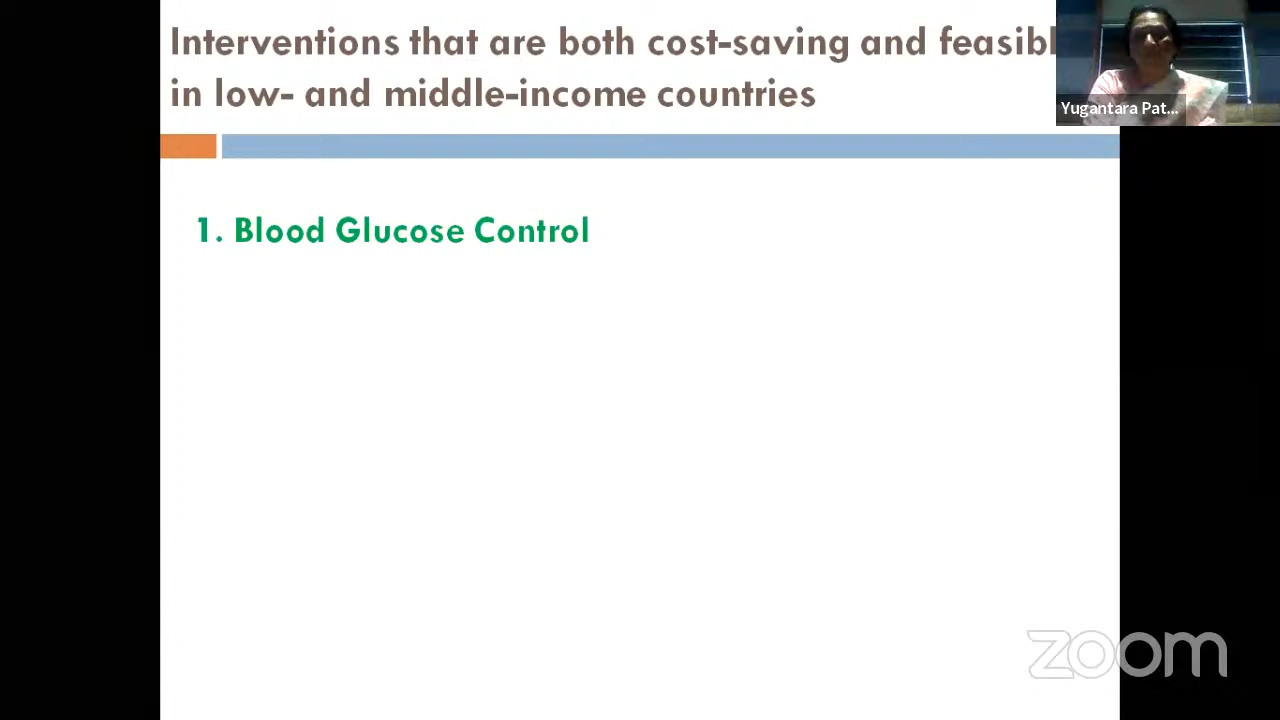 Interventions that are both cost-saving and feasibl
in low- and middle-income countries
Yugantara Pat...
1. Blood Glucose Control
zoom